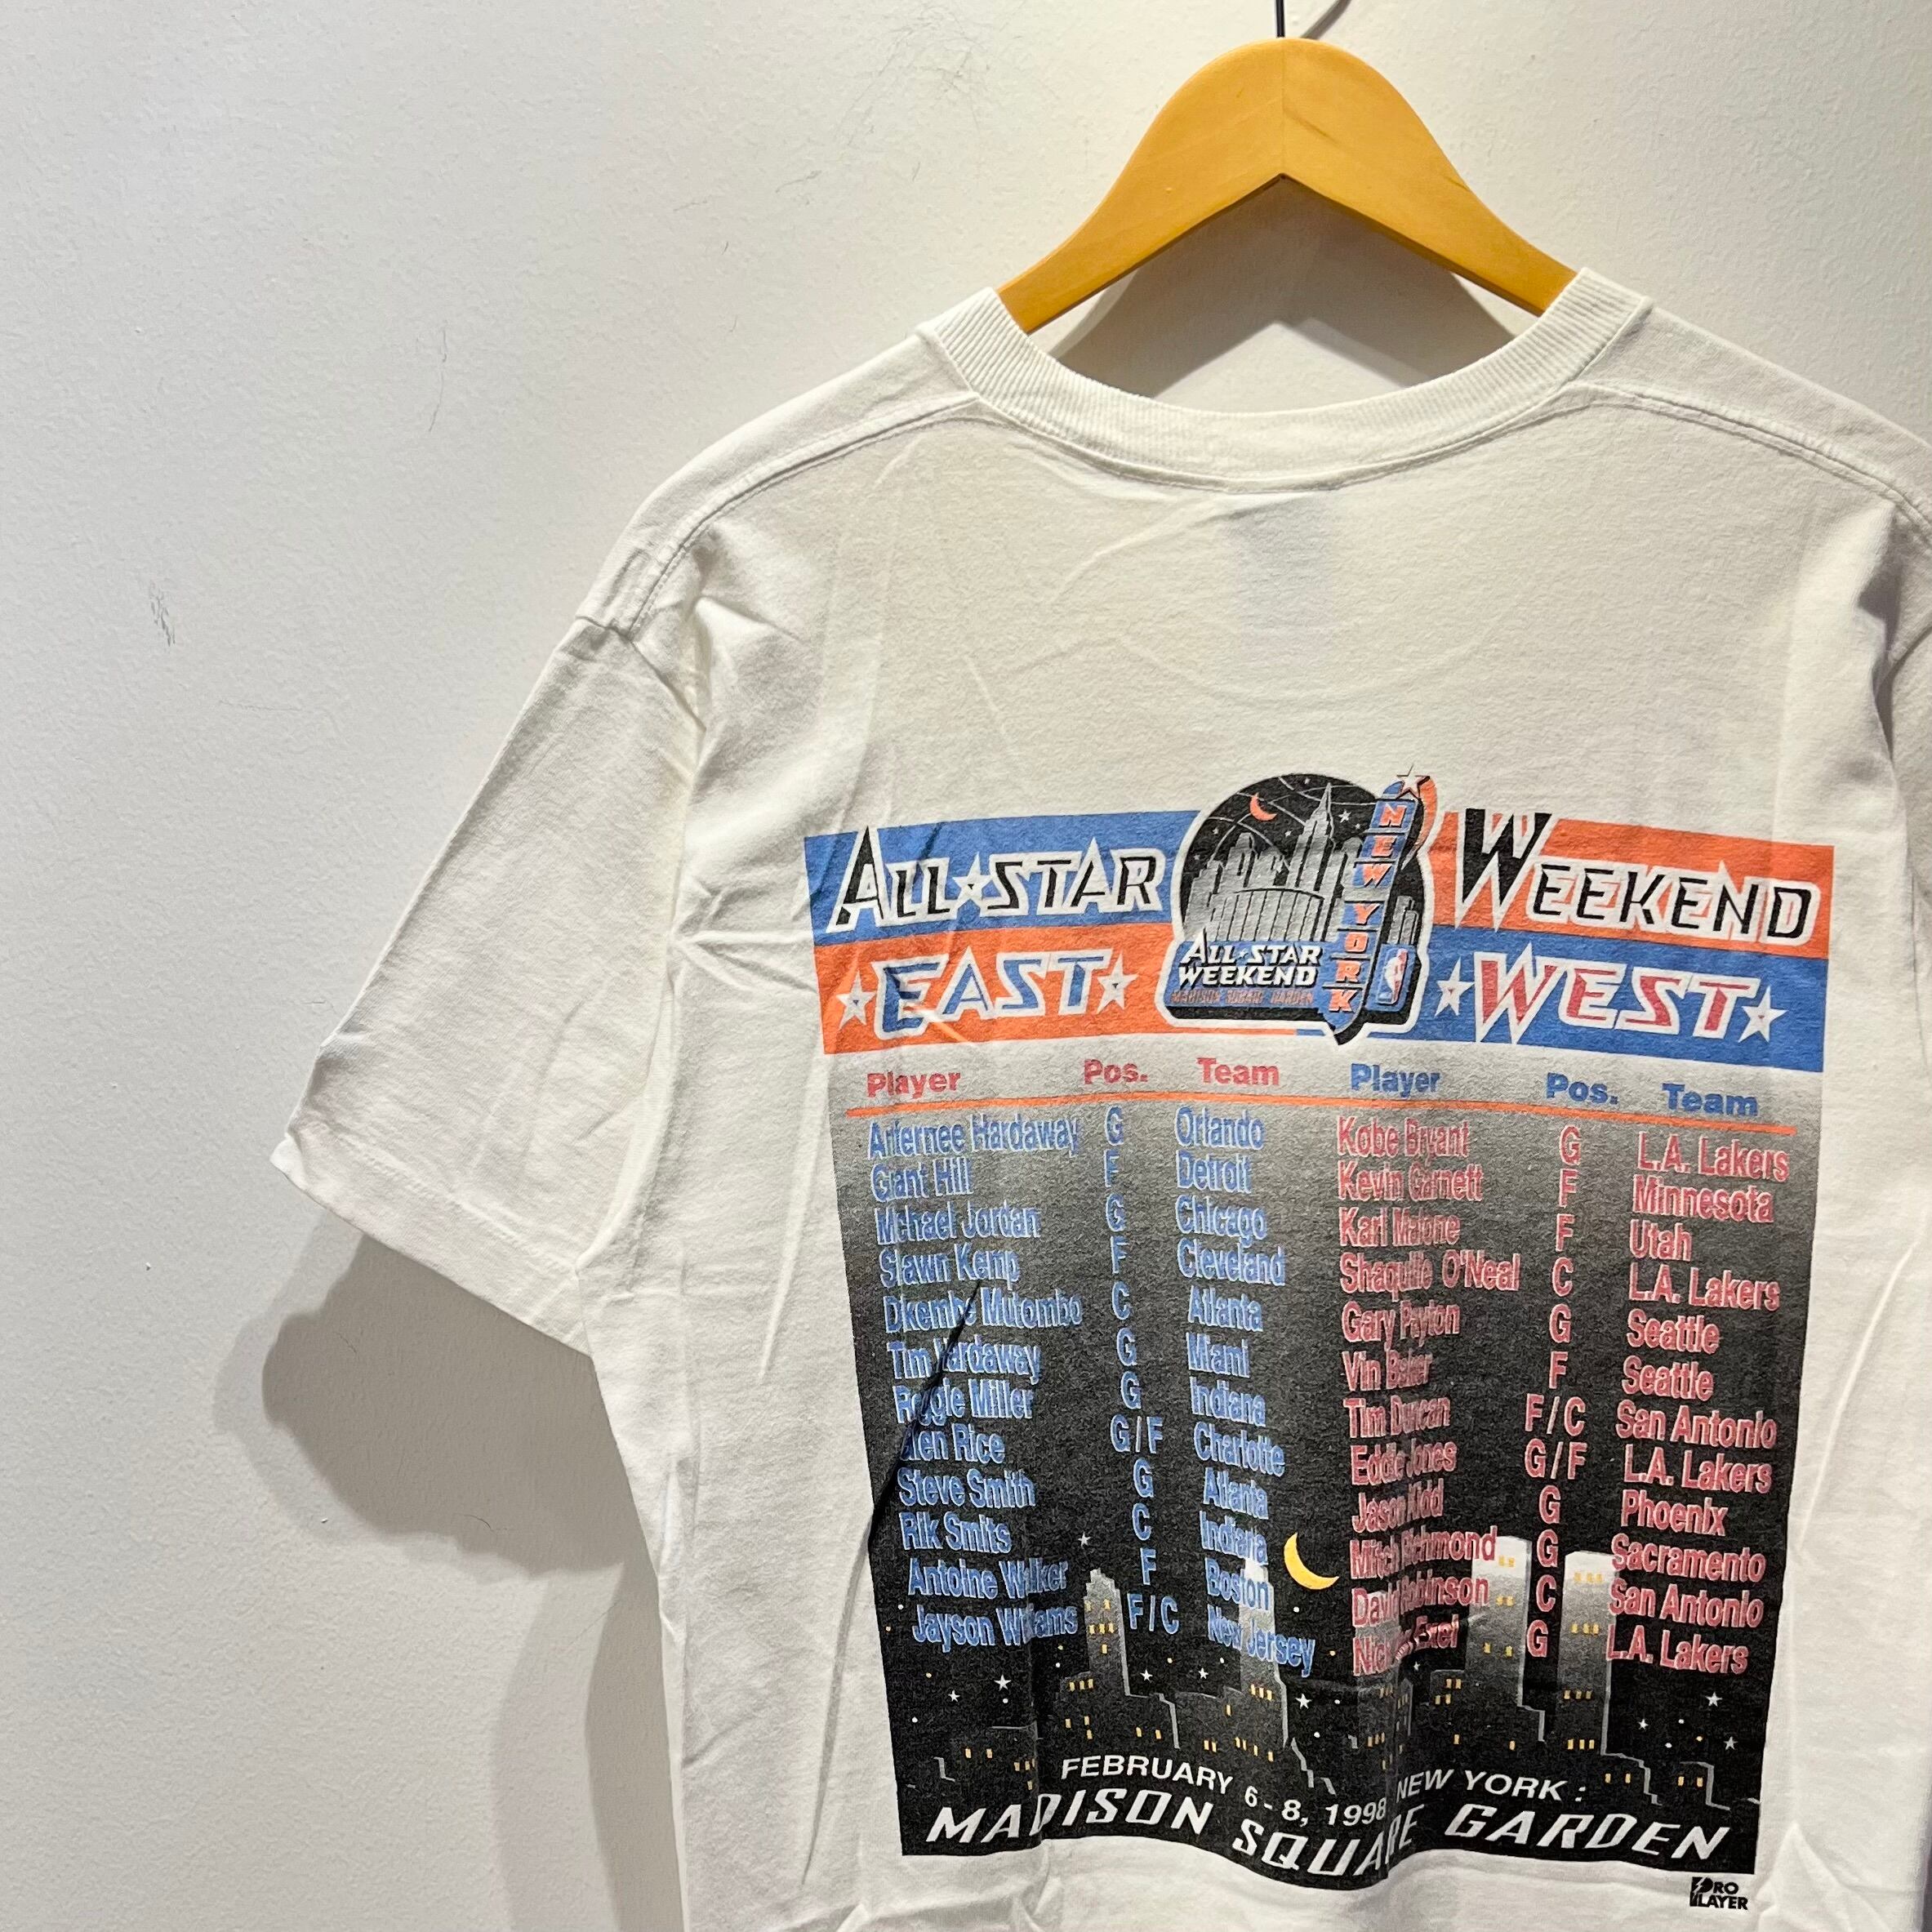 ALL★STAR WEEKEND
NEW YORK
ALL★STAR
WEEKEND
MADISON SQUARE GARDEN
★EAST★ ★WEST★
Player Pos. Team Player Pos. Team
Anfernee Hardaway G Orlando Kobe Bryant G L.A. Lakers
Grant Hill F Detroit Kevin Garnett F Minnesota
Michael Jordan G Chicago Karl Malone F Utah
Shawn Kemp F Cleveland Shaquille O'Neal C L.A. Lakers
Dikembe Mutombo C Atlanta Gary Payton G Seattle
Tim Hardaway G Miami Vin Baker F Seattle
Reggie Miller G Indiana Tim Duncan F/C San Antonio
Glen Rice G/F Charlotte Eddie Jones G/F L.A. Lakers
Steve Smith G Atlanta Jason Kidd G Phoenix
Rik Smits C Indiana Mitch Richmond G Sacramento
Antoine Walker F Boston David Robinson C San Antonio
Jayson Williams F/C New Jersey Nick Exel G L.A. Lakers
FEBRUARY 6-8, 1998 NEW YORK :
MADISON SQUARE GARDEN
PRO
PLAYER